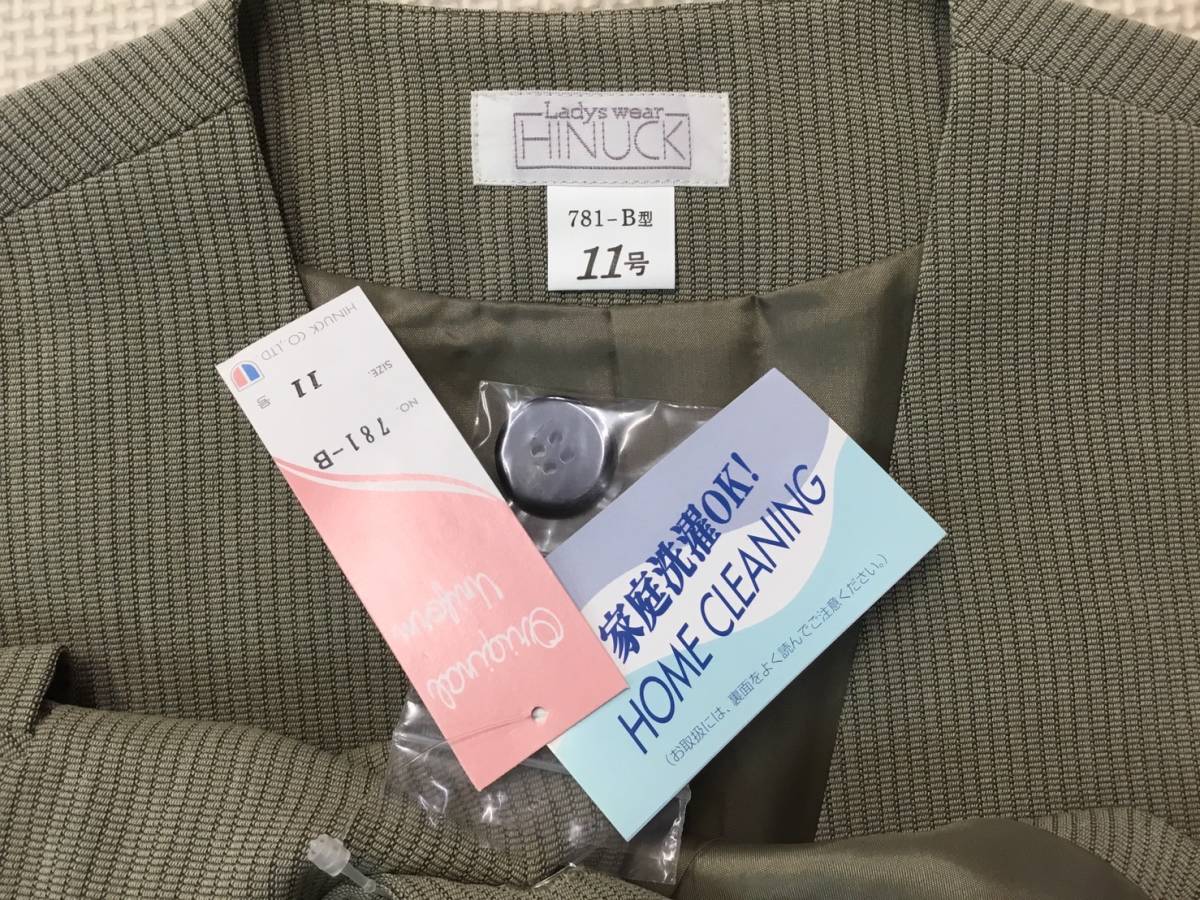 Ladys wear
HINUCK
781-B型
11号
HINUCK CO.,LTD
SIZE. 11 号
NO. 781-B
Original
Uniform
家庭洗濯OK!
HOME CLEANING
(お取扱には、裏面をよく読んでご注意ください。)